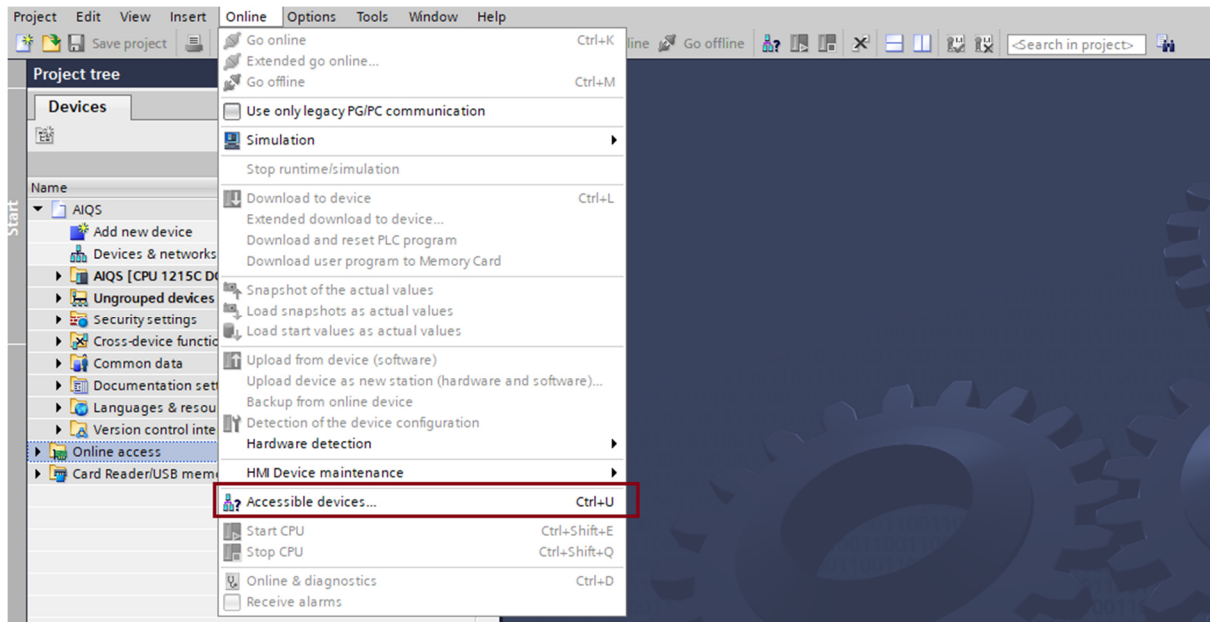 Project Edit View Insert Online Options Tools Window Help
Save project
line Go offline <Search in project>
Project tree
Devices
Name
Start
AIQS
Add new device
Devices & networks
AIQS [CPU 1215C D
Ungrouped devices
Security settings
Cross-device functio
Common data
Documentation sett
Languages & resou
Version control inte
Online access
Card Reader/USB mem
Go online Ctrl+K
Extended go online...
Go offline Ctrl+M
Use only legacy PG/PC communication
Simulation
Stop runtime/simulation
Download to device Ctrl+L
Extended download to device...
Download and reset PLC program
Download user program to Memory Card
Snapshot of the actual values
Load snapshots as actual values
Load start values as actual values
Upload from device (software)
Upload device as new station (hardware and software)...
Backup from online device
Detection of the device configuration
Hardware detection
HMI Device maintenance
Accessible devices... Ctrl+U
Start CPU Ctrl+Shift+E
Stop CPU Ctrl+Shift+Q
Online & diagnostics Ctrl+D
Receive alarms